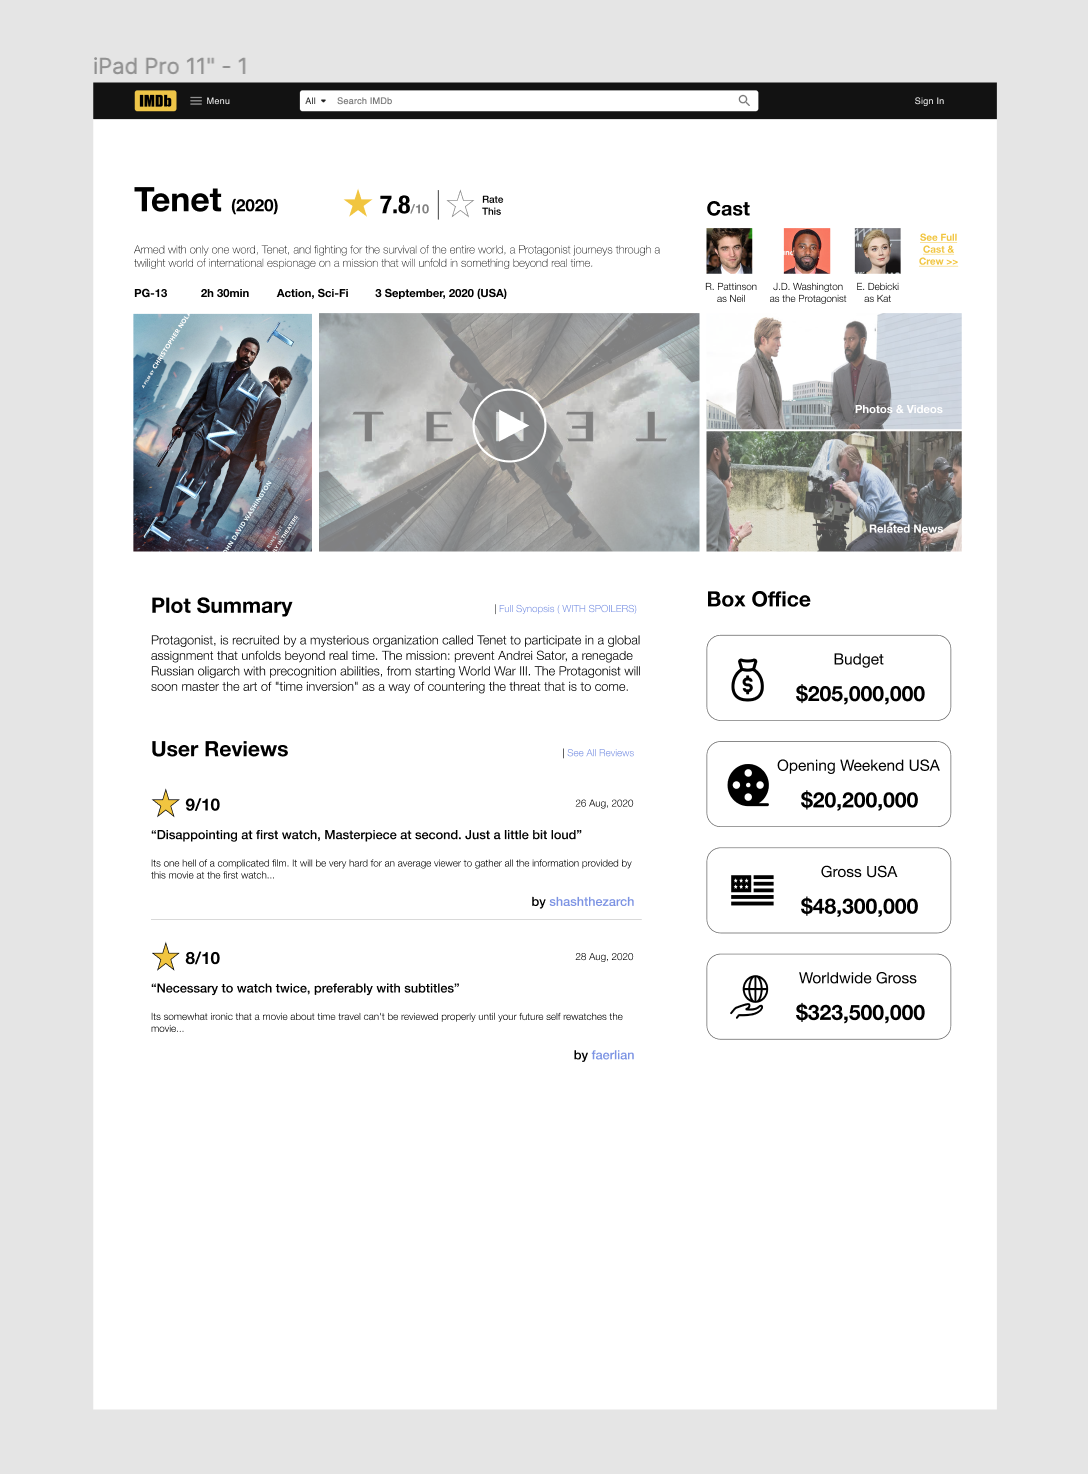 iPad Pro 11" - 1
IMDb
Menu
All
Search IMDb
Sign In
Tenet (2020)
7.8/10
Rate
This
Armed with only one word, Tenet, and fighting for the survival of the entire world, a Protagonist journeys through a
twilight world of international espionage on a mission that will unfold in something beyond real time.
PG-13 2h 30min Action, Sci-Fi 3 September, 2020 (USA)
Cast
See Full
Cast &
Crew >>
R. Pattinson
as Neil
J.D. Washington
as the Protagonist
E. Debicki
as Kat
A FILM BY CHRISTOPHER NOLA
TENET
JOHN DAVID WASHINGTON
TENET
Photos & Videos
Related News
Plot Summary
| Full Synopsis ( WITH SPOILERS)
Protagonist, is recruited by a mysterious organization called Tenet to participate in a global
assignment that unfolds beyond real time. The mission: prevent Andrei Sator, a renegade
Russian oligarch with precognition abilities, from starting World War III. The Protagonist will
soon master the art of "time inversion" as a way of countering the threat that is to come.
User Reviews
| See All Reviews
9/10
26 Aug, 2020
“Disappointing at first watch, Masterpiece at second. Just a little bit loud”
Its one hell of a complicated film. It will be very hard for an average viewer to gather all the information provided by
this movie at the first watch...
by shashthezarch
8/10
28 Aug, 2020
“Necessary to watch twice, preferably with subtitles”
Its somewhat ironic that a movie about time travel can't be reviewed properly until your future self rewatches the
movie...
by faerlian
Box Office
Budget
$205,000,000
Opening Weekend USA
$20,200,000
Gross USA
$48,300,000
Worldwide Gross
$323,500,000